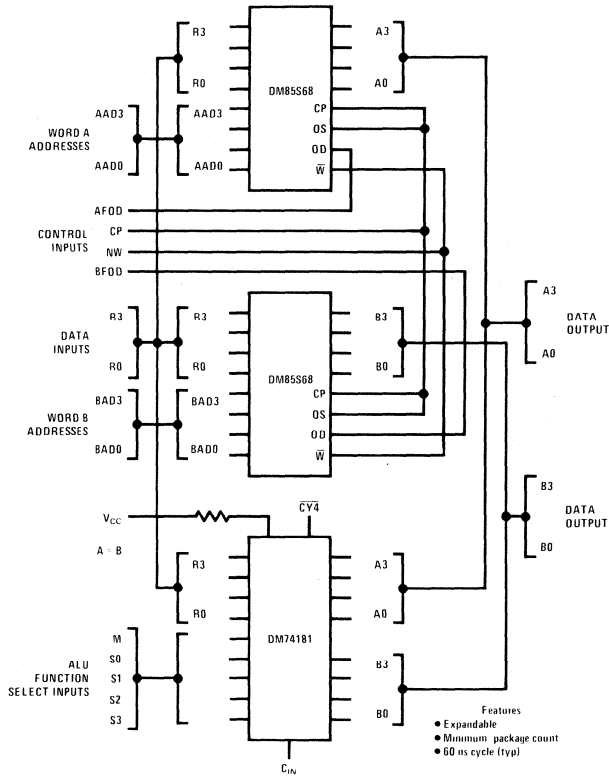 R3
R0
DM85S68
A3
A0
WORD A
ADDRESSES
AAD3
AAD0
AAD3
AAD0
CP
OS
OD
W̅
CONTROL
INPUTS
AFOD
CP
NW
BFOD
DATA
INPUTS
R3
R0
R3
R0
DM85S68
B3
B0
A3
A0
DATA
OUTPUT
WORD B
ADDRESSES
BAD3
BAD0
BAD3
BAD0
CP
OS
OD
W̅
VCC
C̅Y̅4̅
B3
B0
DATA
OUTPUT
A = B
R3
R0
DM74181
A3
A0
ALU
FUNCTION
SELECT INPUTS
M
S0
S1
S2
S3
B3
B0
CIN
Features
● Expandable
● Minimum package count
● 60 ns cycle (typ)